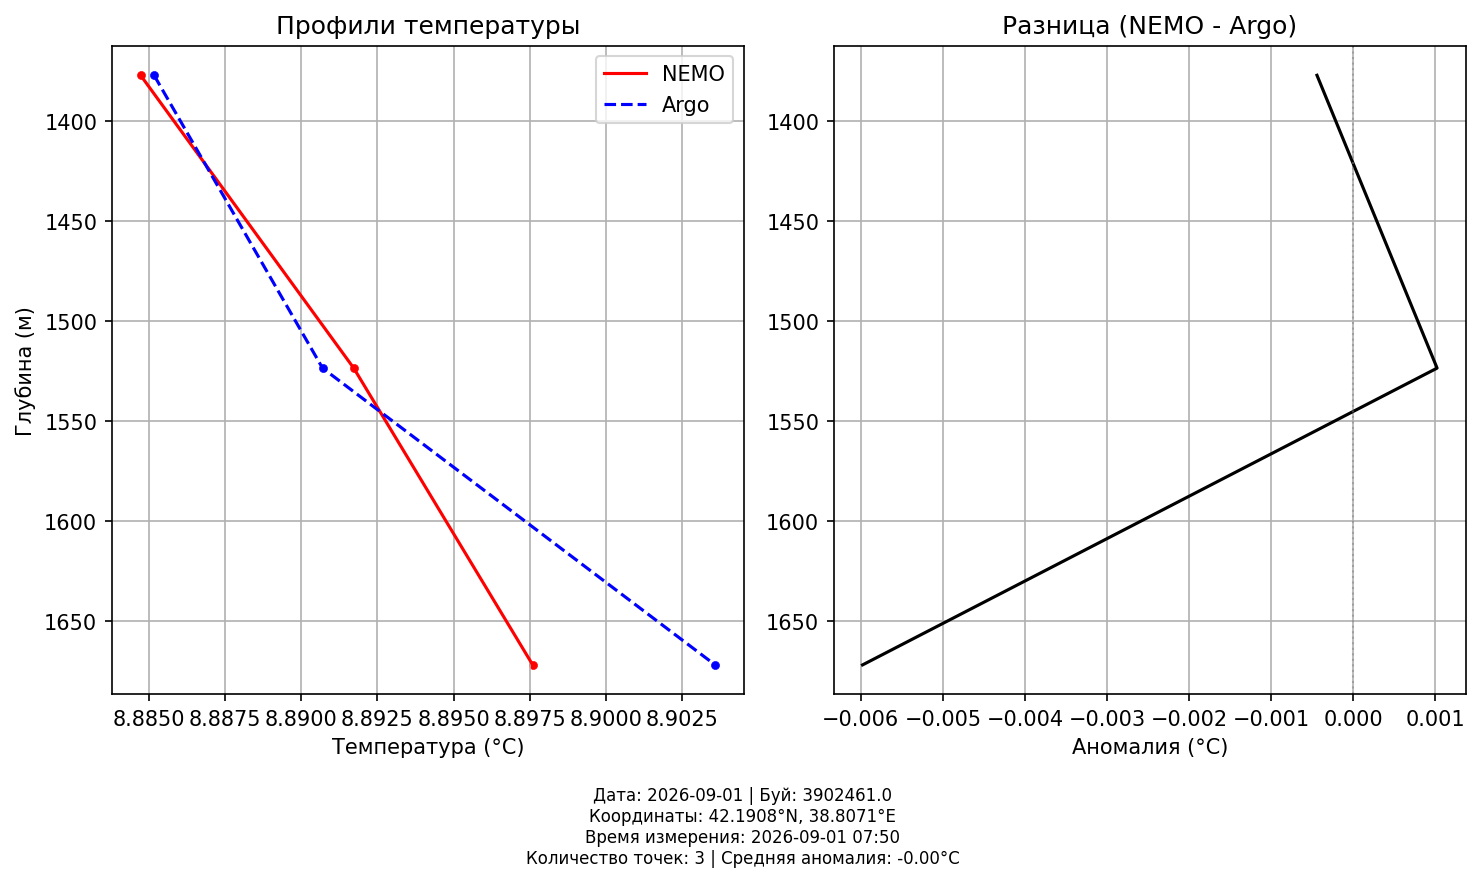 Профили температуры
Разница (NEMO - Argo)
NEMO
Argo
1400
1450
1500
1550
1600
1650
Глубина (м)
8.8850 8.8875 8.8900 8.8925 8.8950 8.8975 8.9000 8.9025
Температура (°C)
1400
1450
1500
1550
1600
1650
−0.006 −0.005 −0.004 −0.003 −0.002 −0.001 0.000 0.001
Аномалия (°C)
Дата: 2026-09-01 | Буй: 3902461.0
Координаты: 42.1908°N, 38.8071°E
Время измерения: 2026-09-01 07:50
Количество точек: 3 | Средняя аномалия: -0.00°C